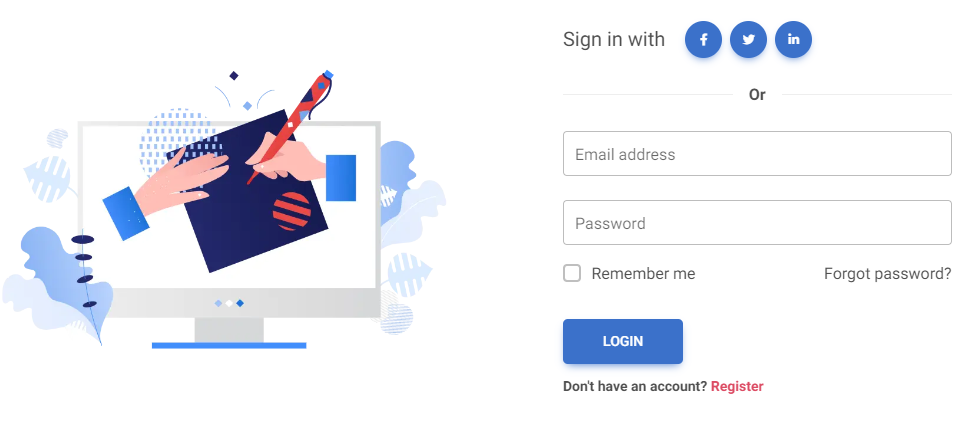 Sign in with
Or
Email address
Password
Remember me Forgot password?
LOGIN
Don't have an account? Register